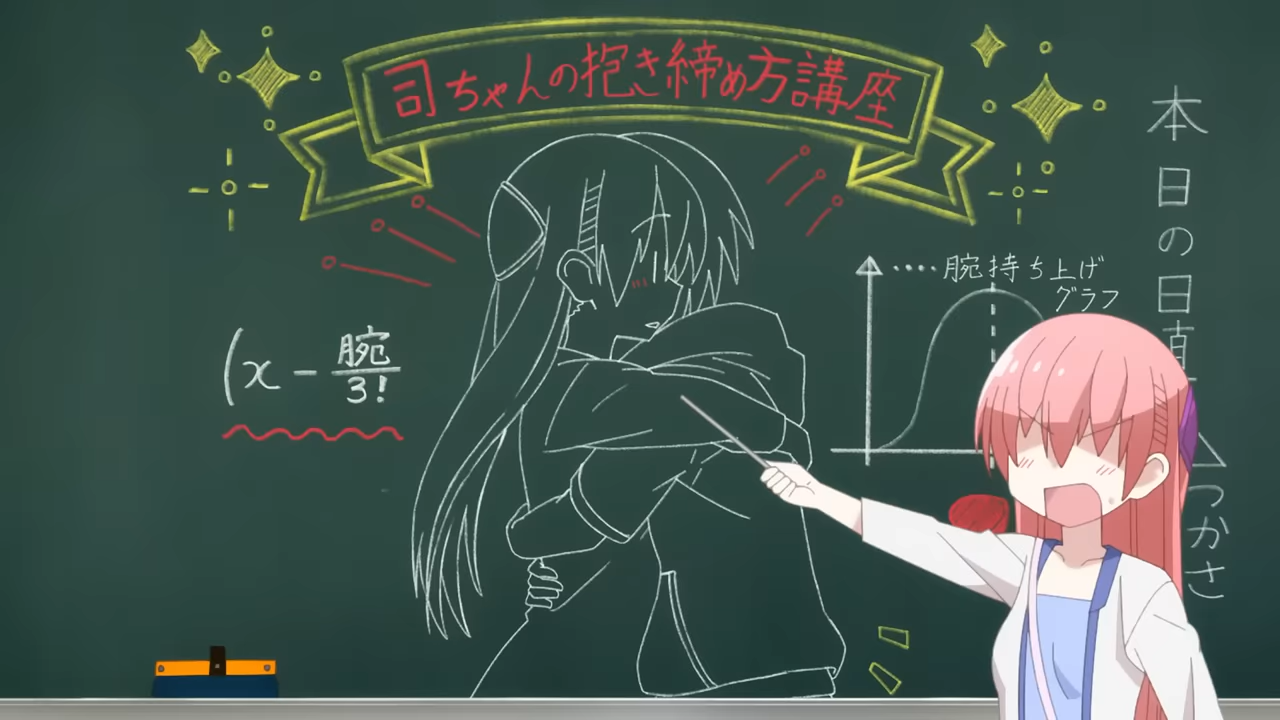 司ちゃんの抱き締め方講座
本日の日直
つかさ
‥‥腕持ち上げ
グラフ
(x - 腕/3!